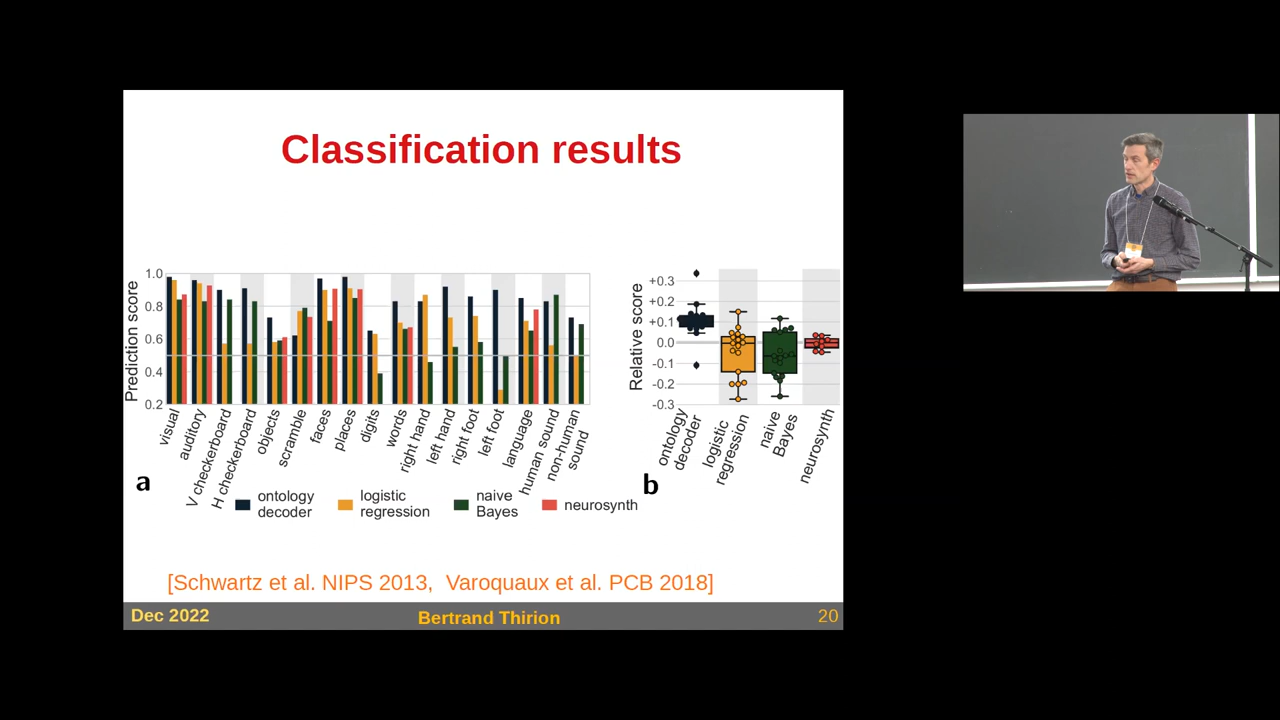 Classification results
Prediction score
1.0
0.8
0.6
0.4
0.2
visual
auditory
V checkerboard
H checkerboard
objects
scramble
faces
places
digits
words
right hand
left hand
right foot
left foot
language
human sound
non-human
sound
a
ontology
decoder
logistic
regression
naive
Bayes
neurosynth
Relative score
+0.3
+0.2
+0.1
0.0
-0.1
-0.2
-0.3
ontology
decoder
logistic
regression
naive
Bayes
neurosynth
b
[Schwartz et al. NIPS 2013, Varoquaux et al. PCB 2018]
Dec 2022
Bertrand Thirion
20